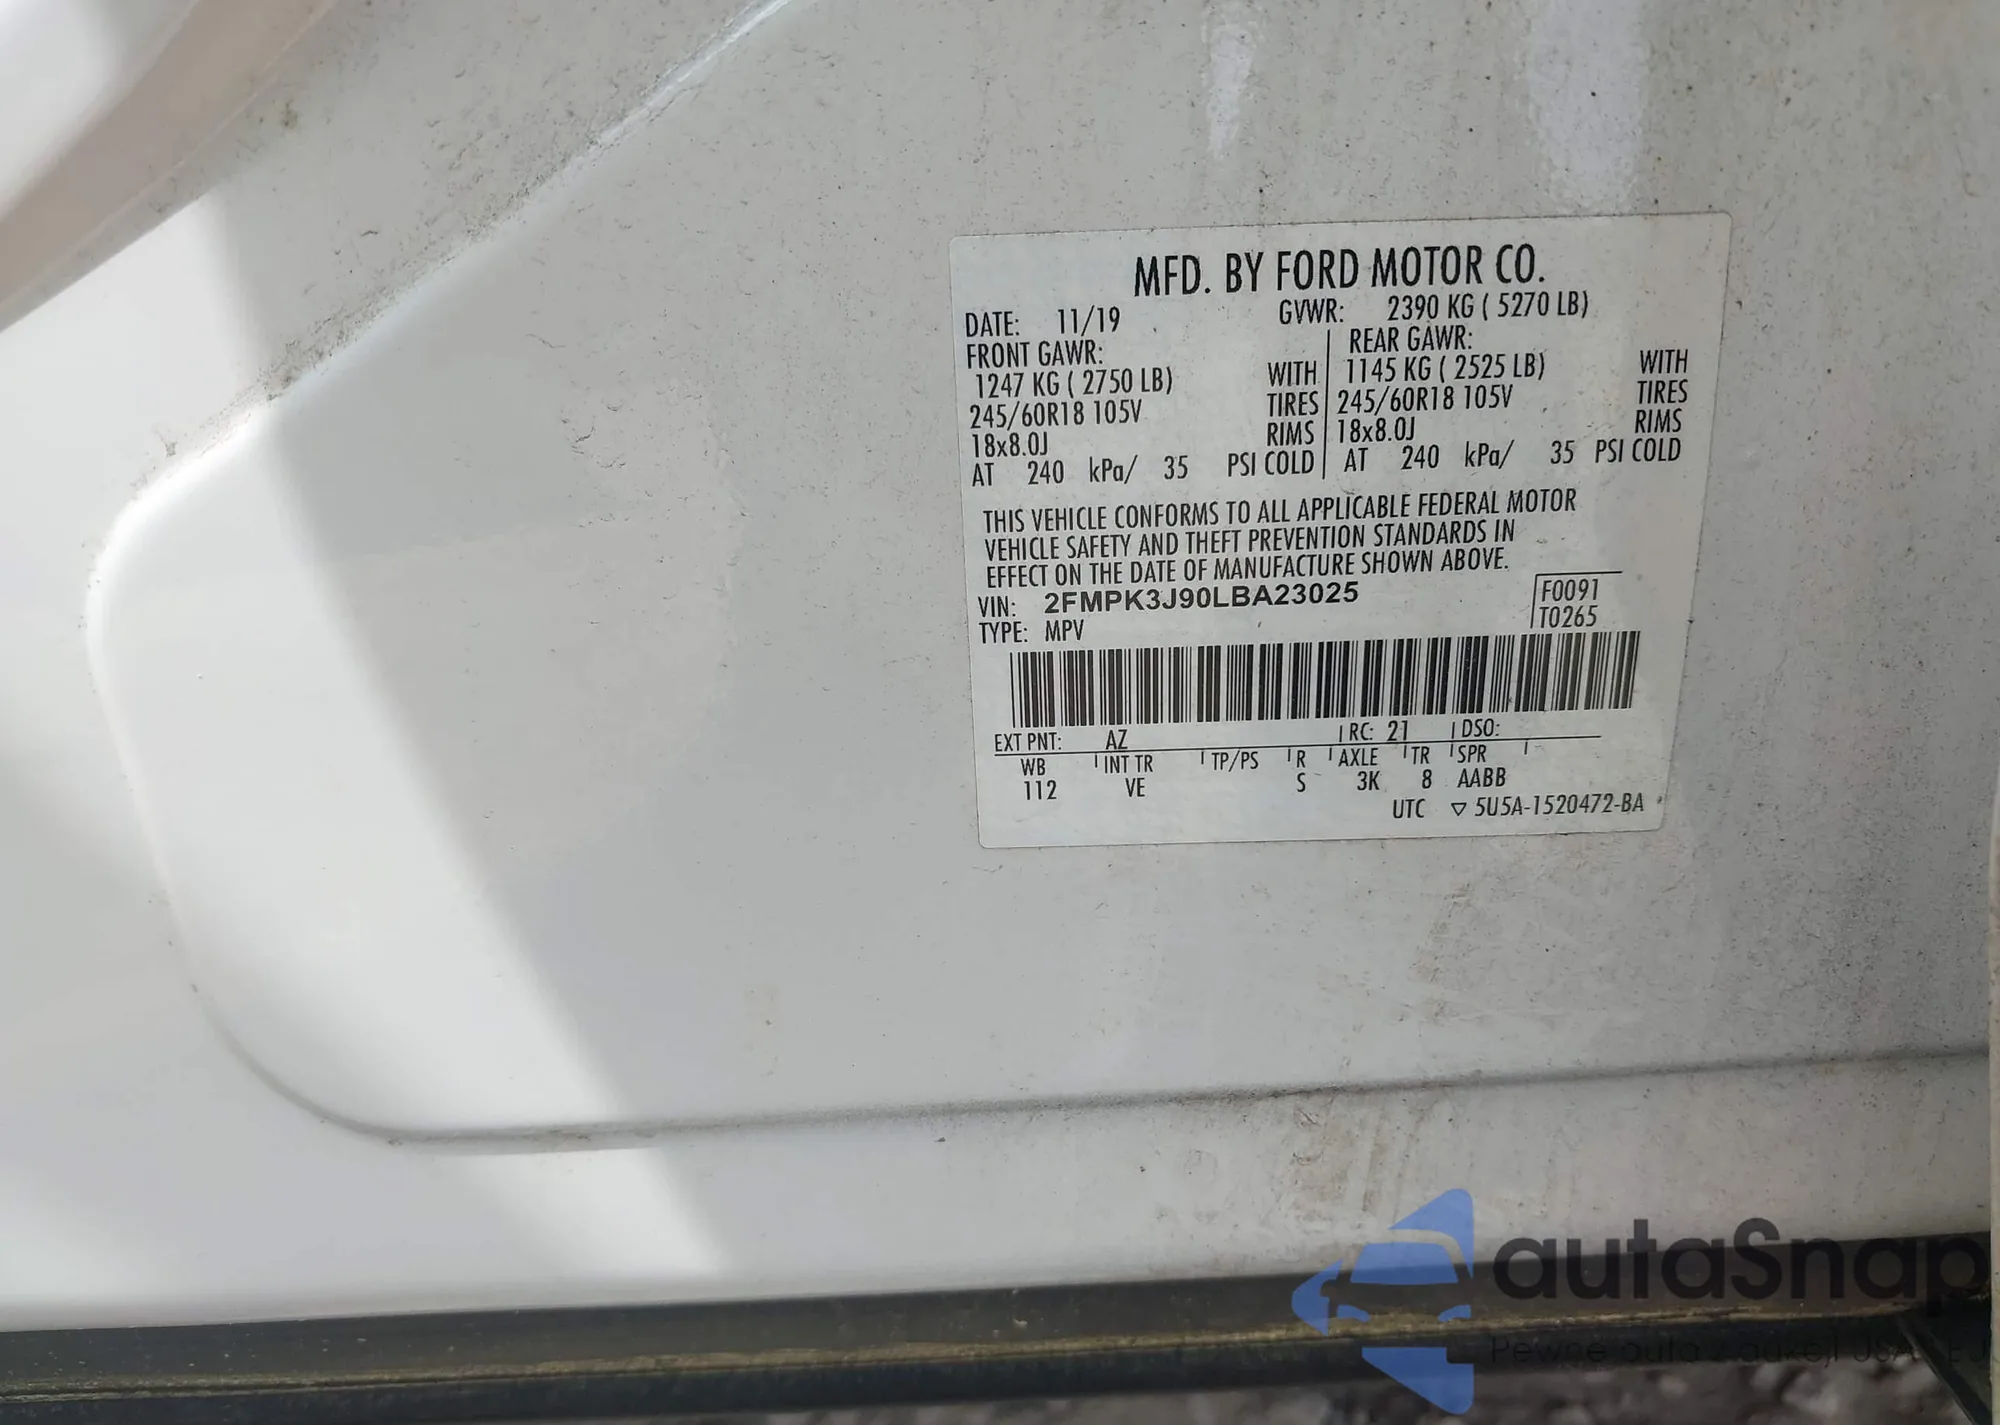 MFD. BY FORD MOTOR CO.
DATE: 11/19 GVWR: 2390 KG ( 5270 LB)
FRONT GAWR: REAR GAWR:
1247 KG ( 2750 LB) WITH 1145 KG ( 2525 LB) WITH
245/60R18 105V TIRES 245/60R18 105V TIRES
18x8.0J RIMS 18x8.0J RIMS
AT 240 kPa/ 35 PSI COLD AT 240 kPa/ 35 PSI COLD
THIS VEHICLE CONFORMS TO ALL APPLICABLE FEDERAL MOTOR
VEHICLE SAFETY AND THEFT PREVENTION STANDARDS IN
EFFECT ON THE DATE OF MANUFACTURE SHOWN ABOVE.
VIN: 2FMPK3J90LBA23025 F0091
TYPE: MPV T0265
EXT PNT: AZ RC: 21 DSO:
WB INT TR TP/PS R AXLE TR SPR
112 VE S 3K 8 AABB
UTC ▽ 5U5A-1520472-BA
autaSnap
Pewne auto z aukcji USA